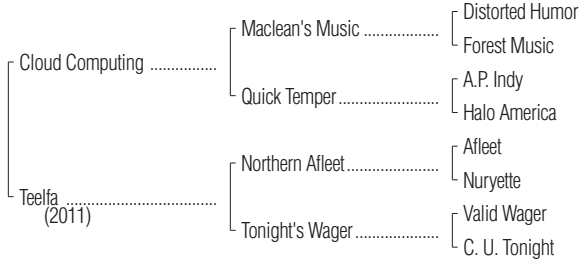 Distorted Humor
Maclean's Music ..................
Forest Music
Cloud Computing ................
A.P. Indy
Quick Temper........................
Halo America
Afleet
Northern Afleet......................
Nuryette
Teelfa .............................
(2011)
Valid Wager
Tonight's Wager....................
C. U. Tonight